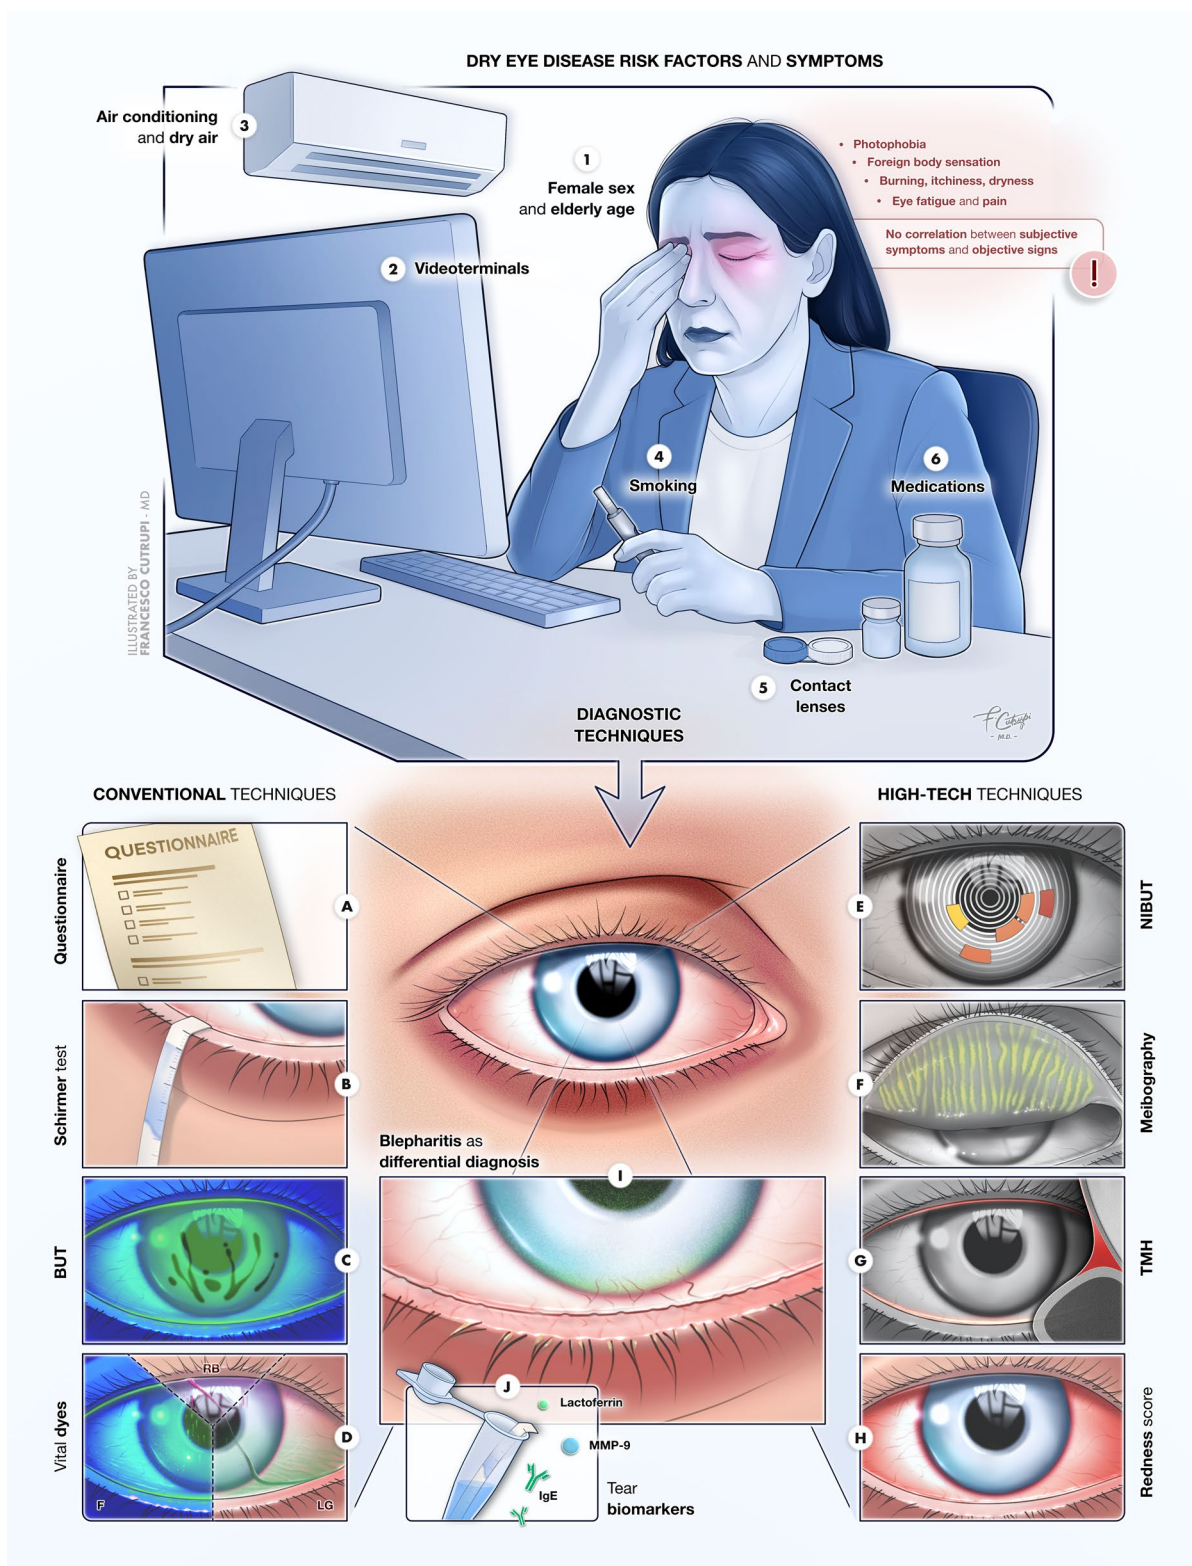 DRY EYE DISEASE RISK FACTORS AND SYMPTOMS
Air conditioning
and dry air
3
1
Female sex
and elderly age
• Photophobia
• Foreign body sensation
• Burning, itchiness, dryness
• Eye fatigue and pain
No correlation between subjective
symptoms and objective signs
!
2 Videoterminals
4
Smoking
6
Medications
ILLUSTRATED BY
FRANCESCO CUTRUPI - MD
5 Contact
lenses
F Cutrupi
- M.D. -
DIAGNOSTIC
TECHNIQUES
CONVENTIONAL TECHNIQUES
HIGH-TECH TECHNIQUES
Questionnaire
QUESTIONNAIRE
A
Schirmer test
B
BUT
C
Vital dyes
RB
F
LG
D
E
NIBUT
F
Meibography
G
TMH
H
Redness score
Blepharitis as
differential diagnosis
I
J
Lactoferrin
MMP-9
IgE
Tear
biomarkers